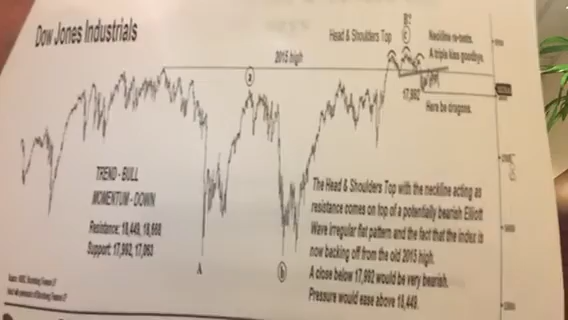 Dow Jones Industrials
Head & Shoulders Top
B'
c
Neckline re-tests.
A triple kiss goodbye.
2015 high
a
17,992
Here be dragons.
TREND - BULL
MOMENTUM - DOWN
Resistance: 18,449, 18,668
Support: 17,992, 17,063
The Head & Shoulders Top with the neckline acting as
resistance comes on top of a potentially bearish Elliott
Wave irregular flat pattern and the fact that the index is
now backing off from the old 2015 high.
A close below 17,992 would be very bearish.
Pressure would ease above 18,449.
A
b